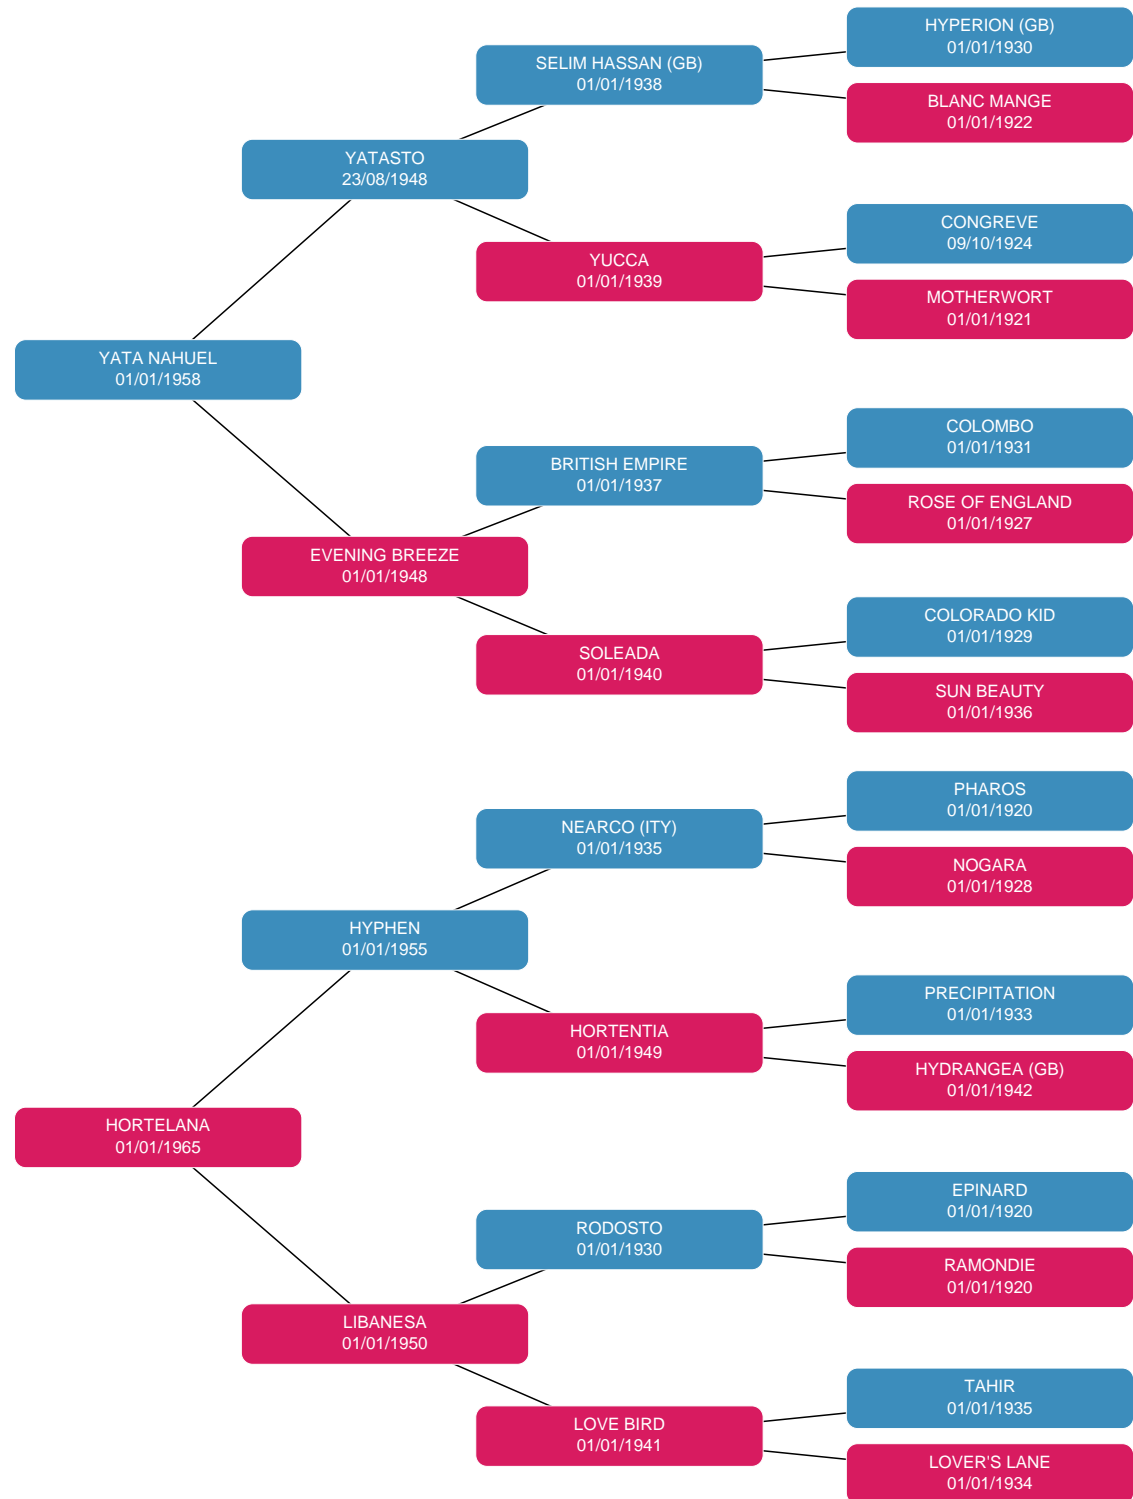 HYPERION (GB)
01/01/1930
SELIM HASSAN (GB)
01/01/1938
BLANC MANGE
01/01/1922
YATASTO
23/08/1948
CONGREVE
09/10/1924
YUCCA
01/01/1939
MOTHERWORT
01/01/1921
YATA NAHUEL
01/01/1958
COLOMBO
01/01/1931
BRITISH EMPIRE
01/01/1937
ROSE OF ENGLAND
01/01/1927
EVENING BREEZE
01/01/1948
COLORADO KID
01/01/1929
SOLEADA
01/01/1940
SUN BEAUTY
01/01/1936
PHAROS
01/01/1920
NEARCO (ITY)
01/01/1935
NOGARA
01/01/1928
HYPHEN
01/01/1955
PRECIPITATION
01/01/1933
HORTENTIA
01/01/1949
HYDRANGEA (GB)
01/01/1942
HORTELANA
01/01/1965
EPINARD
01/01/1920
RODOSTO
01/01/1930
RAMONDIE
01/01/1920
LIBANESA
01/01/1950
TAHIR
01/01/1935
LOVE BIRD
01/01/1941
LOVER'S LANE
01/01/1934